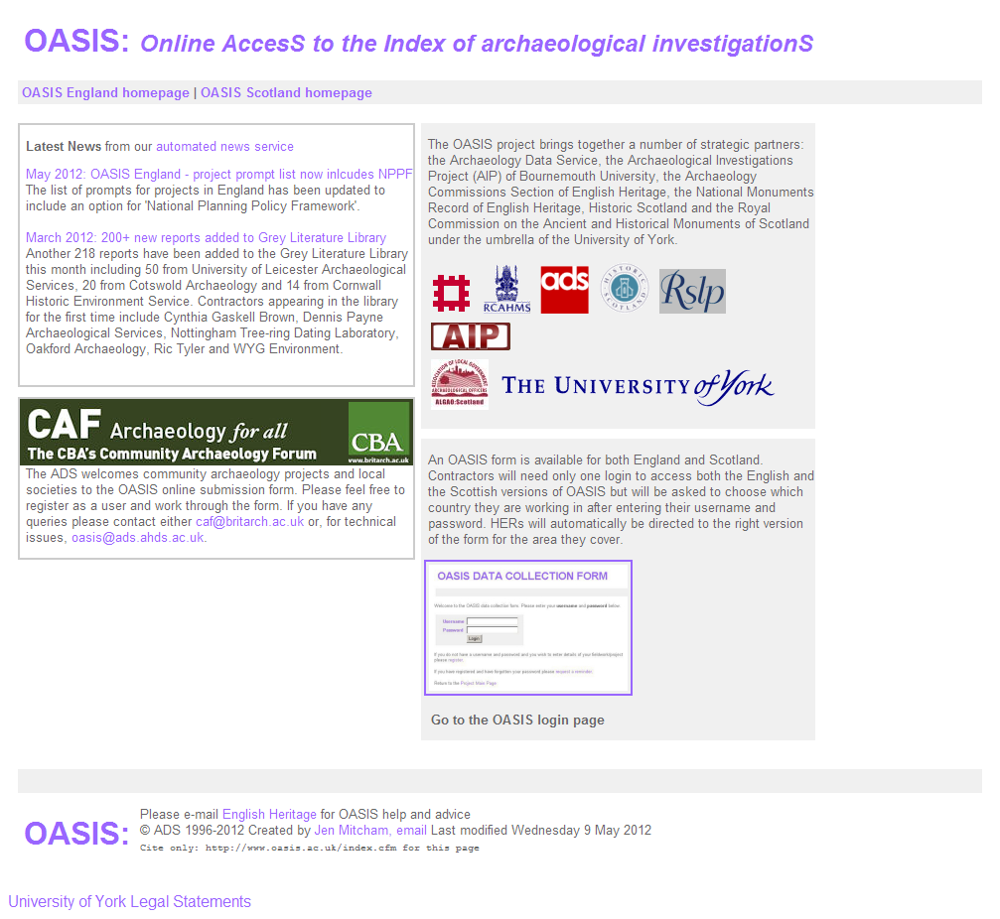 OASIS: Online AccesS to the Index of archaeological investigationS
OASIS England homepage | OASIS Scotland homepage
Latest News from our automated news service
May 2012: OASIS England - project prompt list now inlcudes NPPF
The list of prompts for projects in England has been updated to
include an option for 'National Planning Policy Framework'.
March 2012: 200+ new reports added to Grey Literature Library
Another 218 reports have been added to the Grey Literature Library
this month including 50 from University of Leicester Archaeological
Services, 20 from Cotswold Archaeology and 14 from Cornwall
Historic Environment Service. Contractors appearing in the library
for the first time include Cynthia Gaskell Brown, Dennis Payne
Archaeological Services, Nottingham Tree-ring Dating Laboratory,
Oakford Archaeology, Ric Tyler and WYG Environment.
CAF Archaeology for all
The CBA's Community Archaeology Forum
CBA
www.britarch.ac.uk
The ADS welcomes community archaeology projects and local
societies to the OASIS online submission form. Please feel free to
register as a user and work through the form. If you have any
queries please contact either caf@britarch.ac.uk or, for technical
issues, oasis@ads.ahds.ac.uk.
The OASIS project brings together a number of strategic partners:
the Archaeology Data Service, the Archaeological Investigations
Project (AIP) of Bournemouth University, the Archaeology
Commissions Section of English Heritage, the National Monuments
Record of English Heritage, Historic Scotland and the Royal
Commission on the Ancient and Historical Monuments of Scotland
under the umbrella of the University of York.
RCAHMS
ads
HISTORIC SCOTLAND
Rslp
AIP
ASSOCIATION OF LOCAL GOVERNMENT
ARCHAEOLOGICAL OFFICERS
ALGAO:Scotland
THE UNIVERSITY of York
An OASIS form is available for both England and Scotland.
Contractors will need only one login to access both the English and
the Scottish versions of OASIS but will be asked to choose which
country they are working in after entering their username and
password. HERs will automatically be directed to the right version
of the form for the area they cover.
OASIS DATA COLLECTION FORM
Welcome to the OASIS data collection form. Please enter your username and password below.
Username
Password
Login
If you do not have a username and password and you wish to enter details of your fieldwork/project
please register.
If you have registered and have forgotten your password please request a reminder.
Return to the Project Main Page
Go to the OASIS login page
OASIS:
Please e-mail English Heritage for OASIS help and advice
© ADS 1996-2012 Created by Jen Mitcham, email Last modified Wednesday 9 May 2012
Cite only: http://www.oasis.ac.uk/index.cfm for this page
University of York Legal Statements